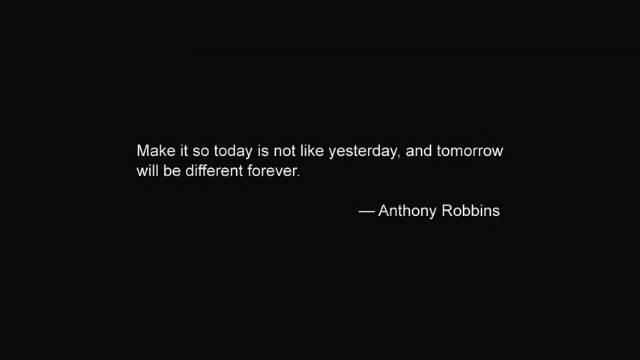 Make it so today is not like yesterday, and tomorrow
will be different forever.
— Anthony Robbins